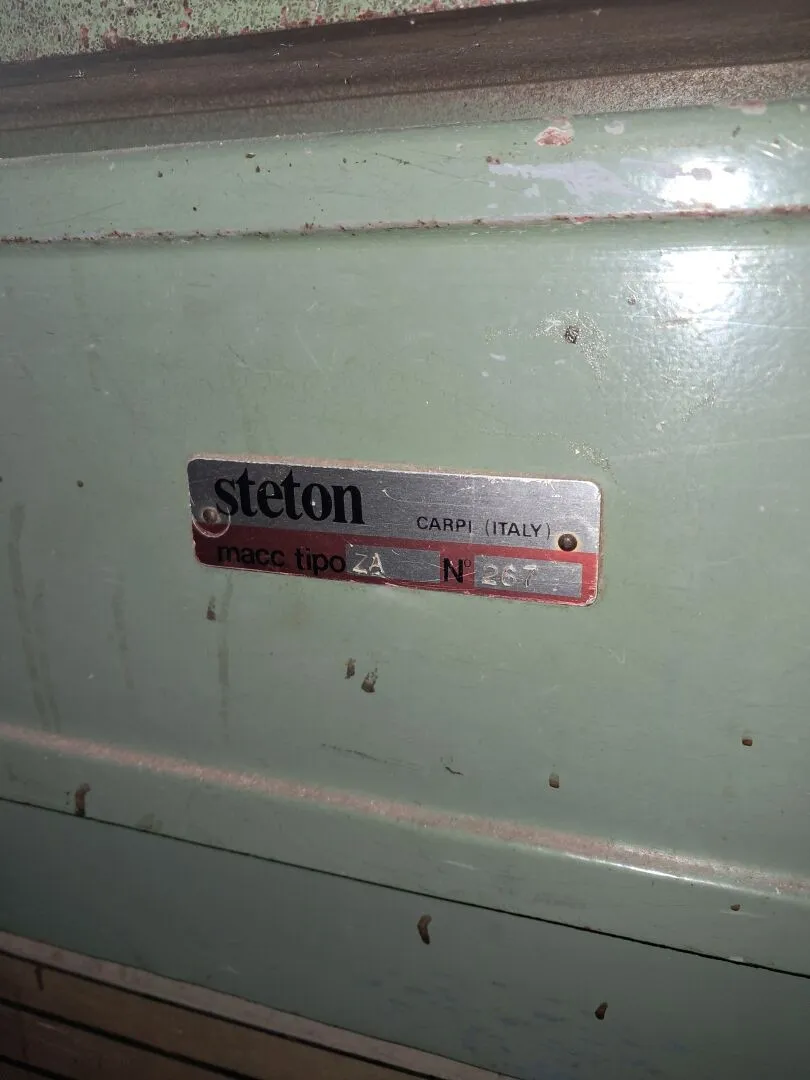 steton
CARPI (ITALY)
macc tipo ZA N° 267